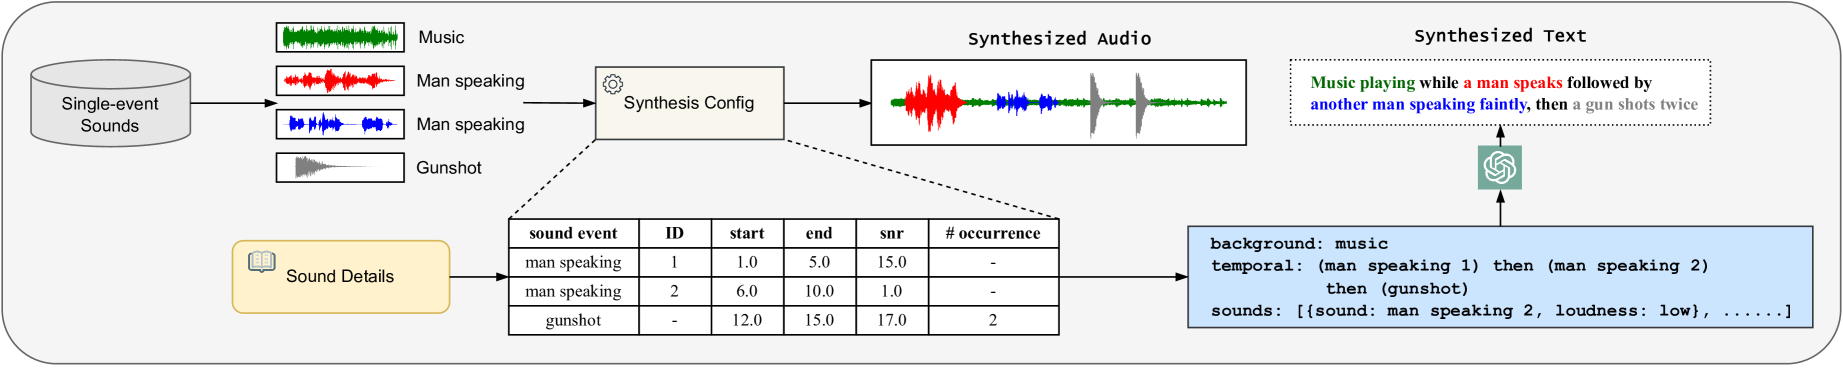 Single-event
Sounds
Music
Man speaking
Man speaking
Gunshot
Synthesis Config
Synthesized Audio
Synthesized Text
Music playing while a man speaks followed by
another man speaking faintly, then a gun shots twice
Sound Details
sound event ID start end snr # occurrence
man speaking 1 1.0 5.0 15.0 -
man speaking 2 6.0 10.0 1.0 -
gunshot - 12.0 15.0 17.0 2
background: music
temporal: (man speaking 1) then (man speaking 2)
then (gunshot)
sounds: [{sound: man speaking 2, loudness: low}, ......]